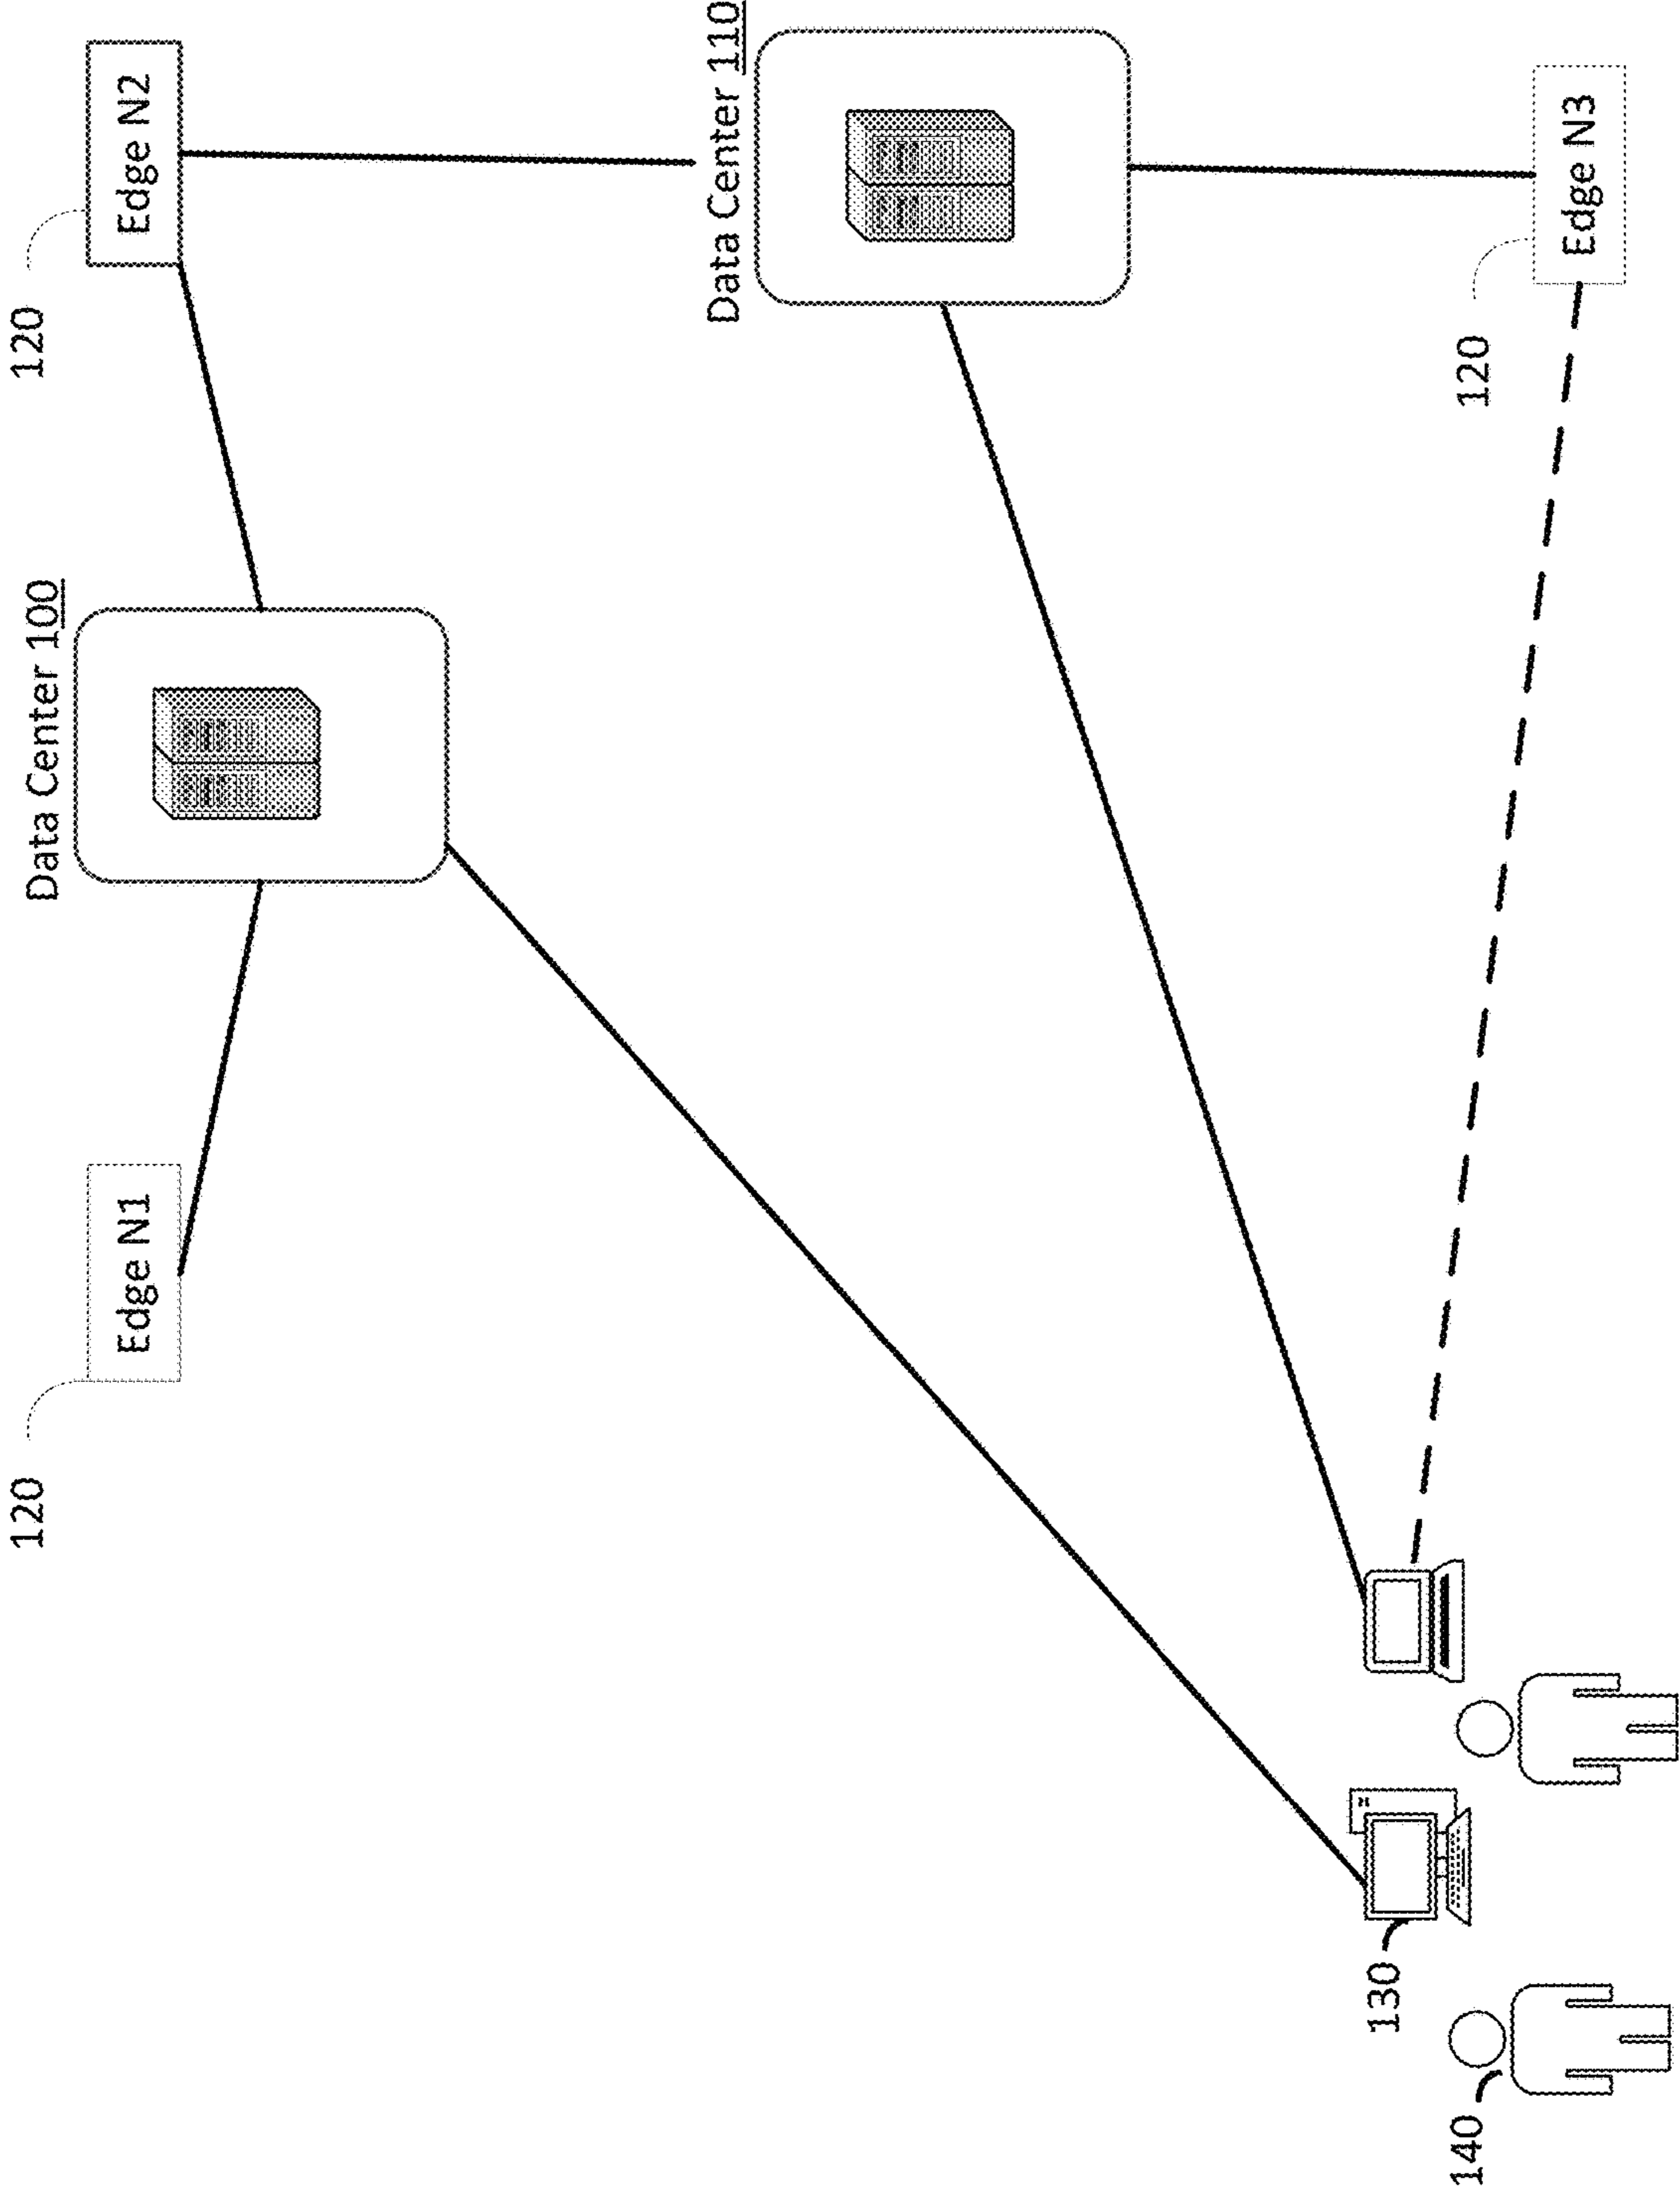 120
Data Center 100
120
Edge N1
Edge N2
Data Center 110
130
140
120
Edge N3